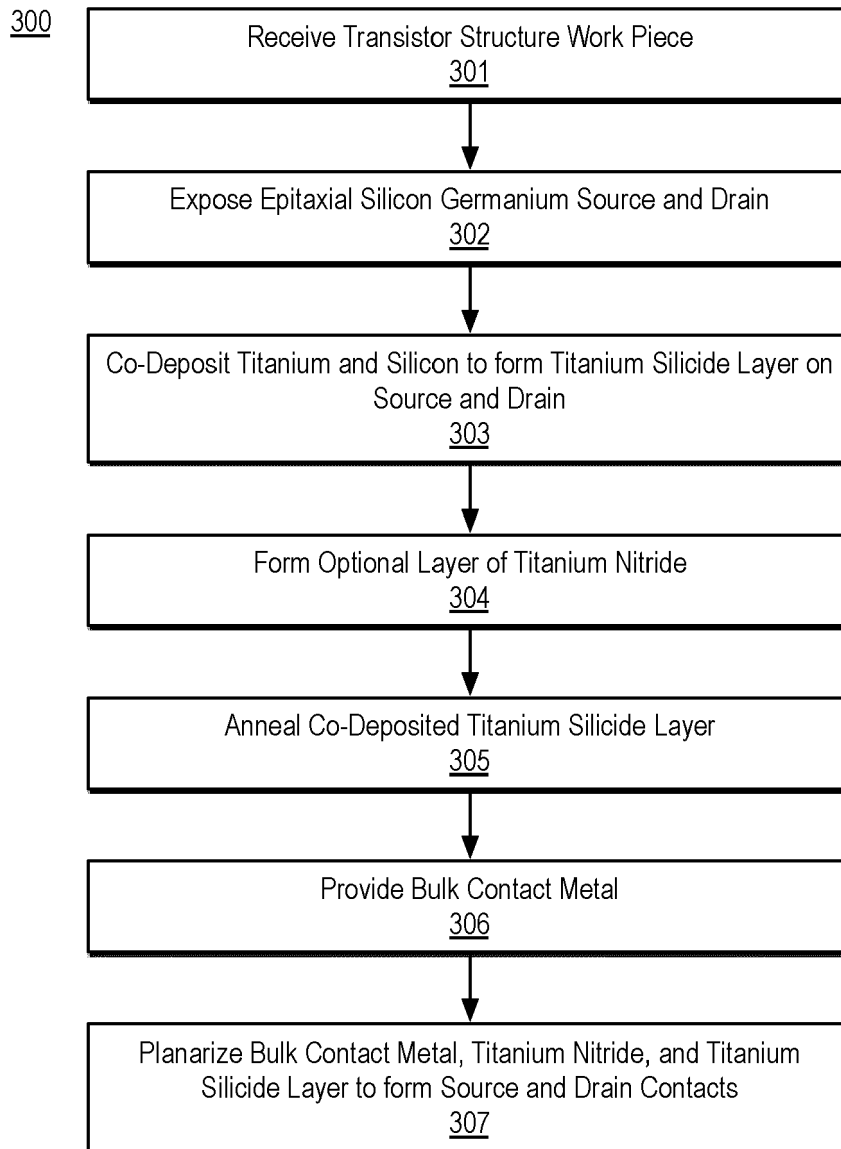 300
Receive Transistor Structure Work Piece
301
Expose Epitaxial Silicon Germanium Source and Drain
302
Co-Deposit Titanium and Silicon to form Titanium Silicide Layer on
Source and Drain
303
Form Optional Layer of Titanium Nitride
304
Anneal Co-Deposited Titanium Silicide Layer
305
Provide Bulk Contact Metal
306
Planarize Bulk Contact Metal, Titanium Nitride, and Titanium
Silicide Layer to form Source and Drain Contacts
307